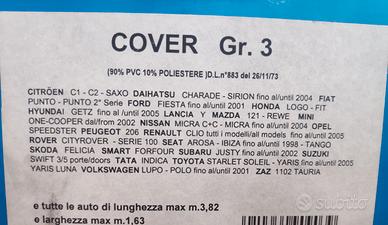 COVER Gr. 3
(90% PVC 10% POLIESTERE )D.L.n°883 del 26/11/73
CITRÖEN C1 - C2 - SAXO DAIHATSU CHARADE - SIRION fino al/until 2004 FIAT
PUNTO - PUNTO 2° Serie FORD FIESTA fino al/until 2001 HONDA LOGO - FIT
HYUNDAI GETZ fino al/until 2005 LANCIA Y MAZDA 121 - REWE MINI
ONE-COOPER dal/from 2002 NISSAN MICRA C+C - MICRA fino al/until 2004 OPEL
SPEEDSTER PEUGEOT 206 RENAULT CLIO tutti i modelli/all models fino al/until 2005
ROVER CITYROVER - 100 SERIE SEAT AROSA - IBIZA fino al/until 1998 - TANGO
SKODA FELICIA SMART FORFOUR SUBARU JUSTY fino al/until 2002 SUZUKI
SWIFT 3/5 porte/doors TATA INDICA TOYOTA STARLET SOLEIL - YARIS fino al/until 2005
YARIS LUNA VOLKSWAGEN LUPO - POLO fino al/until 2001 ZAZ 1102 TAURIA
e tutte le auto di lunghezza max m.3,82
e larghezza max m.1,63
subito